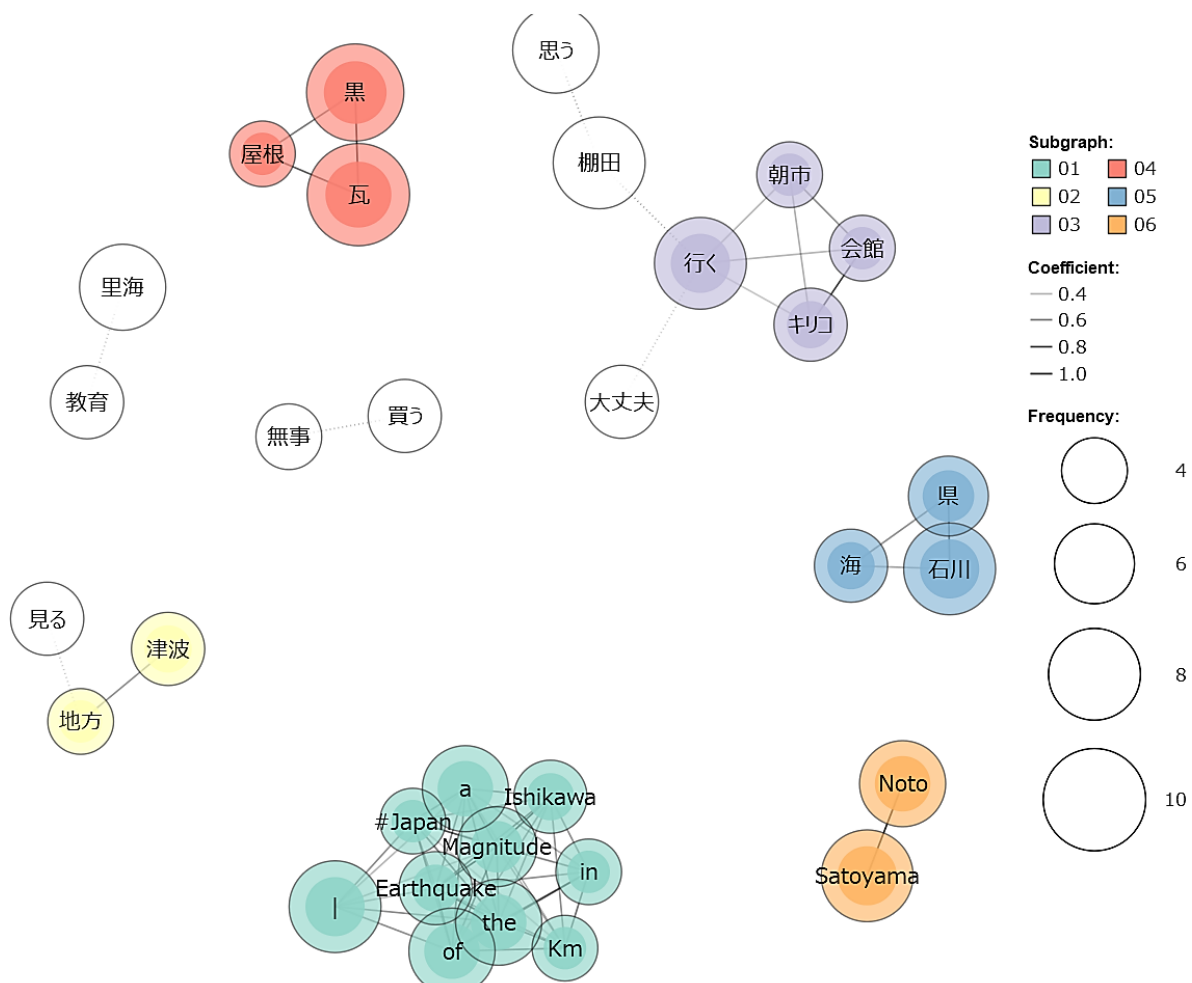 思う
黒
屋根
瓦
棚田
朝市
行く
会館
キリコ
里海
教育
大丈夫
無事
買う
県
海
石川
見る
津波
地方
a
Ishikawa
#Japan
Magnitude
in
Earthquake
|
the
of
Km
Noto
Satoyama
Subgraph:
01 04
02 05
03 06
Coefficient:
0.4
0.6
0.8
1.0
Frequency:
4
6
8
10